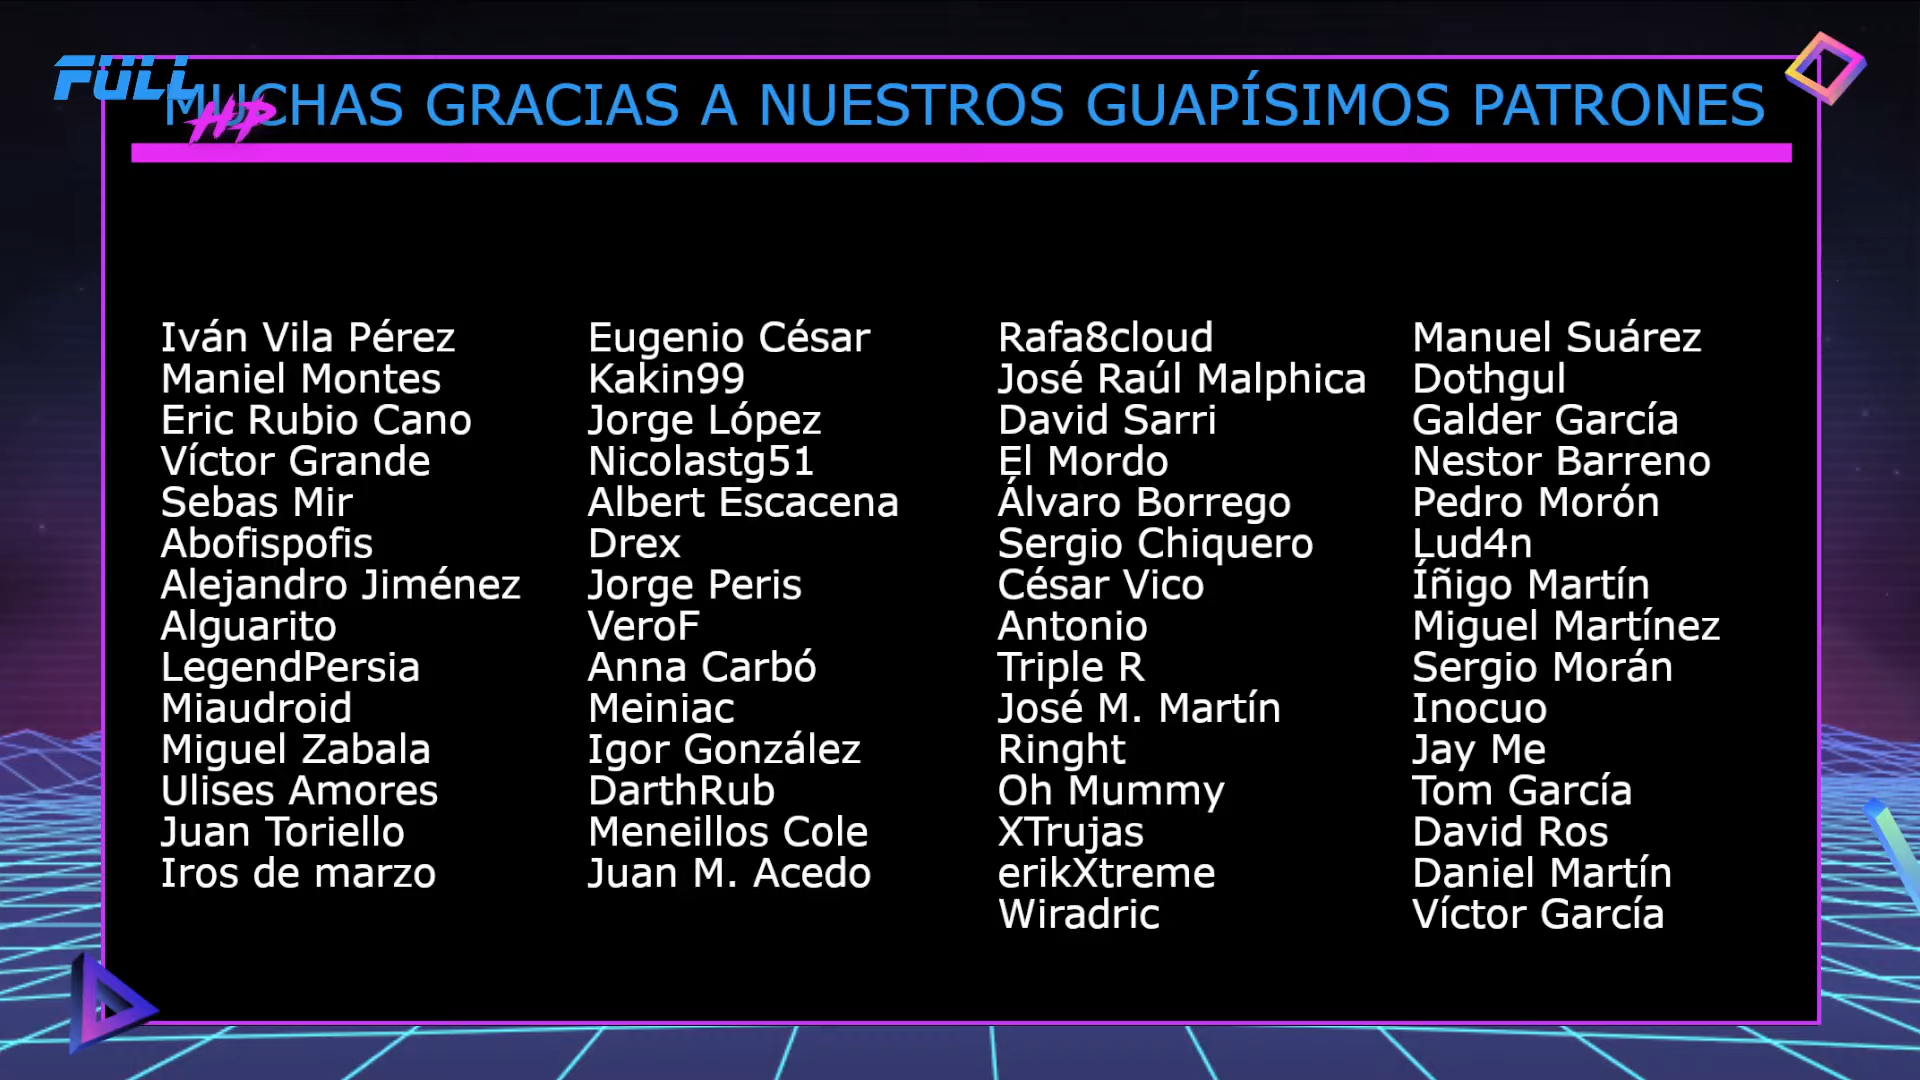 FULL
HP
MUCHAS GRACIAS A NUESTROS GUAPÍSIMOS PATRONES
Iván Vila Pérez
Maniel Montes
Eric Rubio Cano
Víctor Grande
Sebas Mir
Abofispofis
Alejandro Jiménez
Alguarito
LegendPersia
Miaudroid
Miguel Zabala
Ulises Amores
Juan Toriello
Iros de marzo
Eugenio César
Kakin99
Jorge López
Nicolastg51
Albert Escacena
Drex
Jorge Peris
VeroF
Anna Carbó
Meiniac
Igor González
DarthRub
Meneillos Cole
Juan M. Acedo
Rafa8cloud
José Raúl Malphica
David Sarri
El Mordo
Álvaro Borrego
Sergio Chiquero
César Vico
Antonio
Triple R
José M. Martín
Ringht
Oh Mummy
XTrujas
erikXtreme
Wiradric
Manuel Suárez
Dothgul
Galder García
Nestor Barreno
Pedro Morón
Lud4n
Íñigo Martín
Miguel Martínez
Sergio Morán
Inocuo
Jay Me
Tom García
David Ros
Daniel Martín
Víctor García